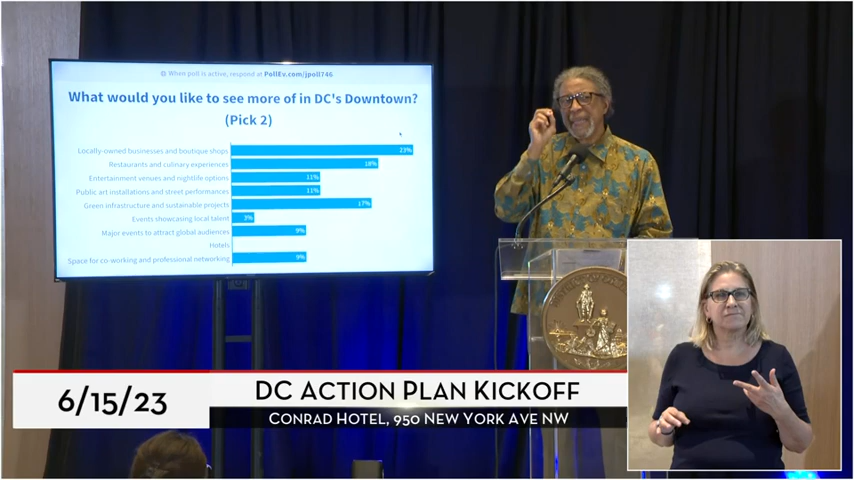 When poll is active, respond at PollEv.com/jpoll746
What would you like to see more of in DC's Downtown?
(Pick 2)
Locally-owned businesses and boutique shops 23%
Restaurants and culinary experiences 18%
Entertainment venues and nightlife options 11%
Public art installations and street performances 11%
Green infrastructure and sustainable projects 17%
Events showcasing local talent 3%
Major events to attract global audiences 9%
Hotels
Space for co-working and professional networking 9%
6/15/23
DC ACTION PLAN KICKOFF
CONRAD HOTEL, 950 NEW YORK AVE NW